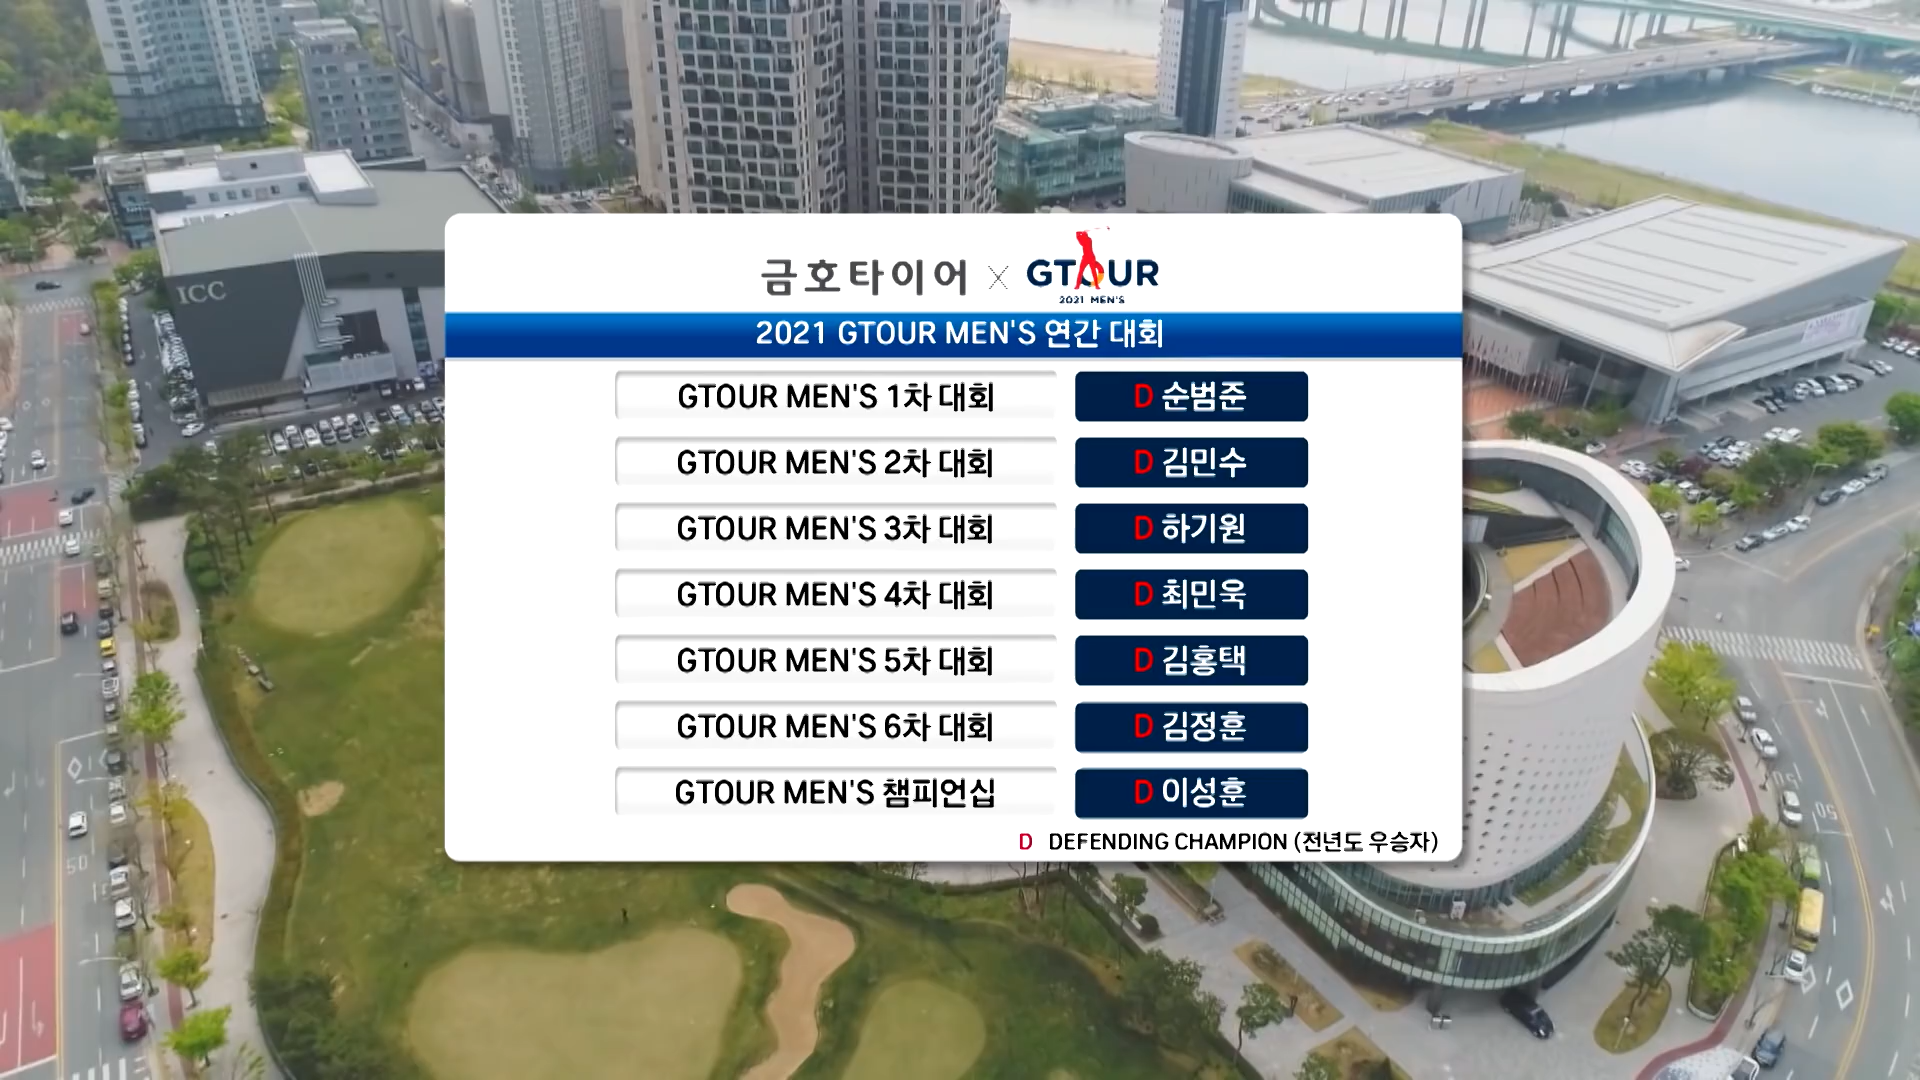 금호타이어 X GTOUR
2021 MEN'S
2021 GTOUR MEN'S 연간 대회
GTOUR MEN'S 1차 대회 D 순범준
GTOUR MEN'S 2차 대회 D 김민수
GTOUR MEN'S 3차 대회 D 하기원
GTOUR MEN'S 4차 대회 D 최민욱
GTOUR MEN'S 5차 대회 D 김홍택
GTOUR MEN'S 6차 대회 D 김정훈
GTOUR MEN'S 챔피언십 D 이성훈
D DEFENDING CHAMPION (전년도 우승자)
ICC
50
50